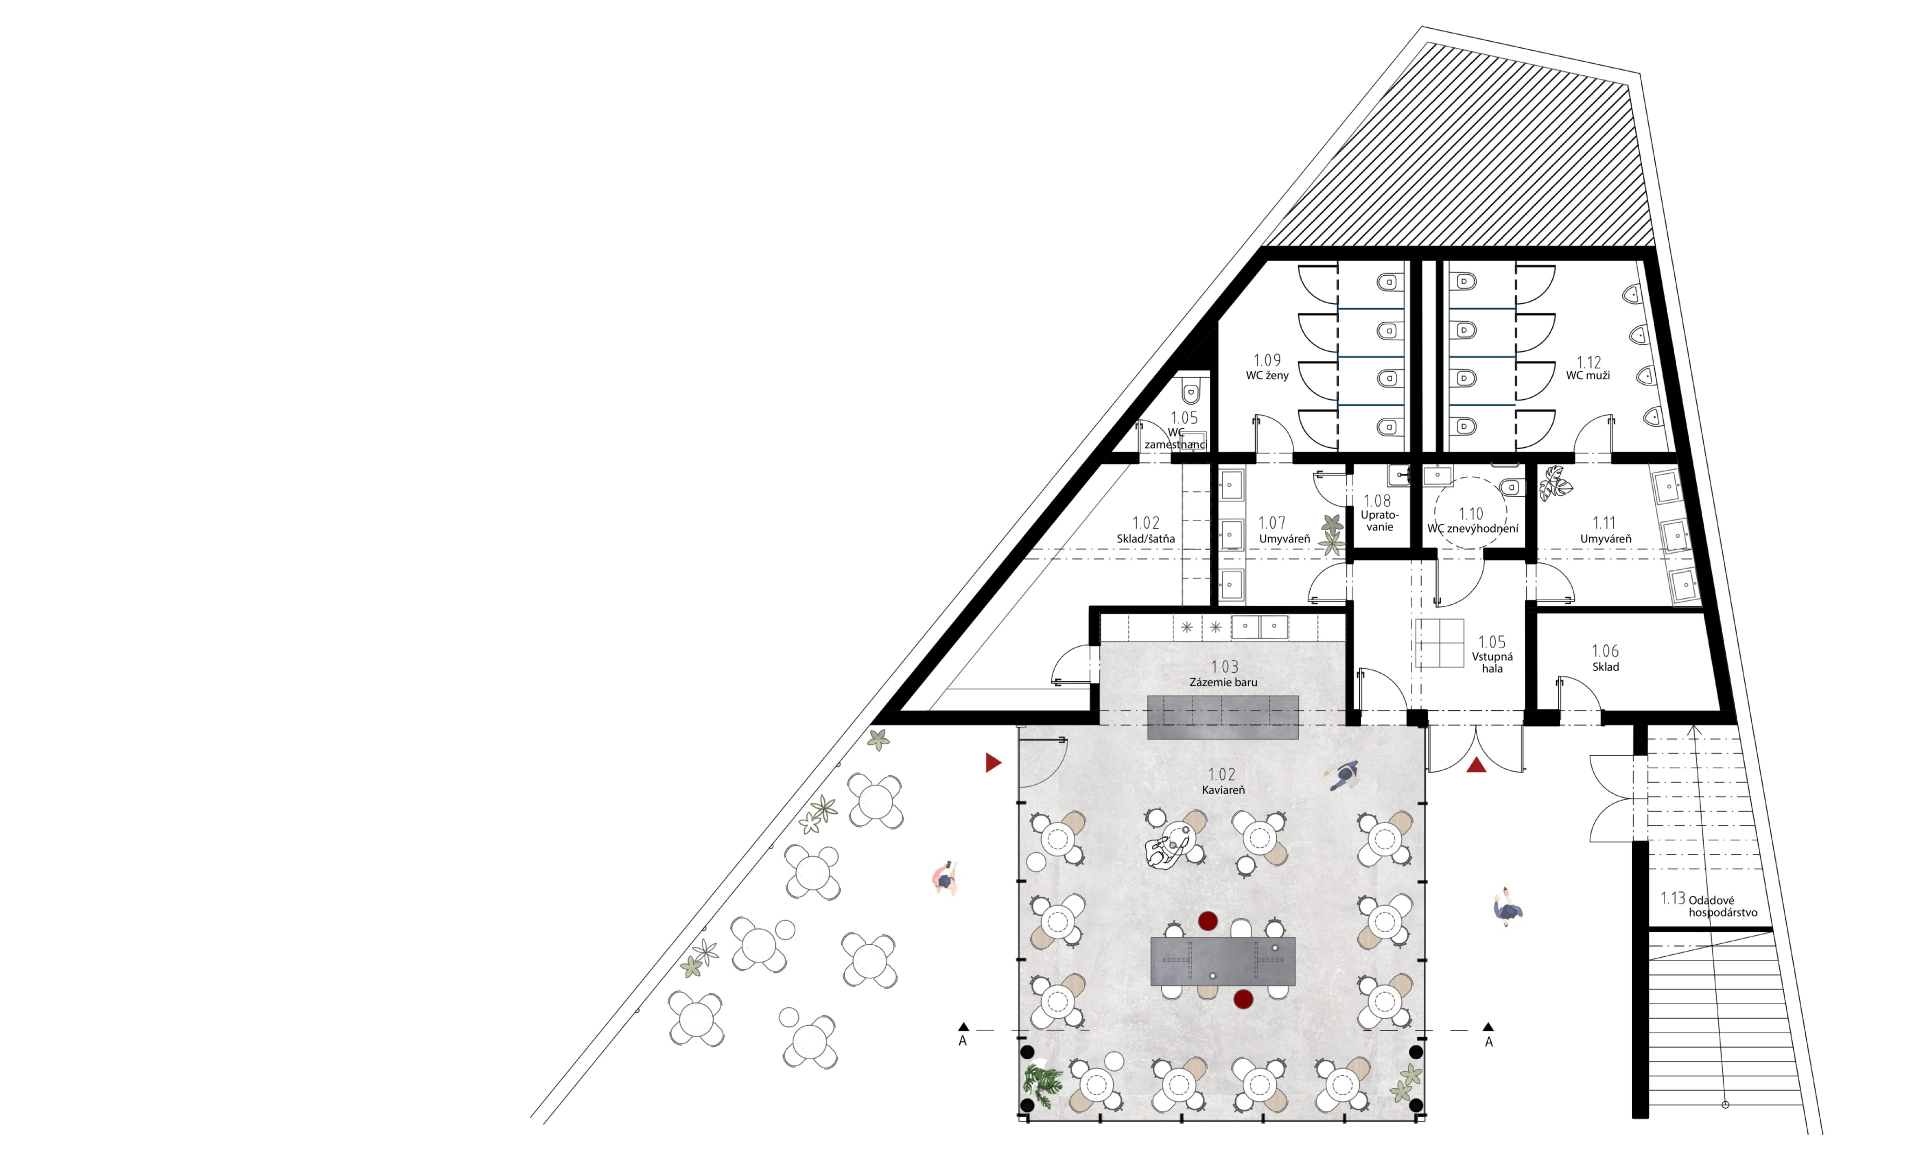 1.09
WC ženy
1.12
WC muži
1.05
WC
zamestnanci
1.02
Sklad/šatňa
1.07
Umyváreň
1.08
Uprato-
vanie
1.10
WC znevýhodnení
1.11
Umyváreň
1.03
Zázemie baru
1.05
Vstupná
hala
1.06
Sklad
1.02
Kaviareň
1.13 Odadové
hospodárstvo
A
A